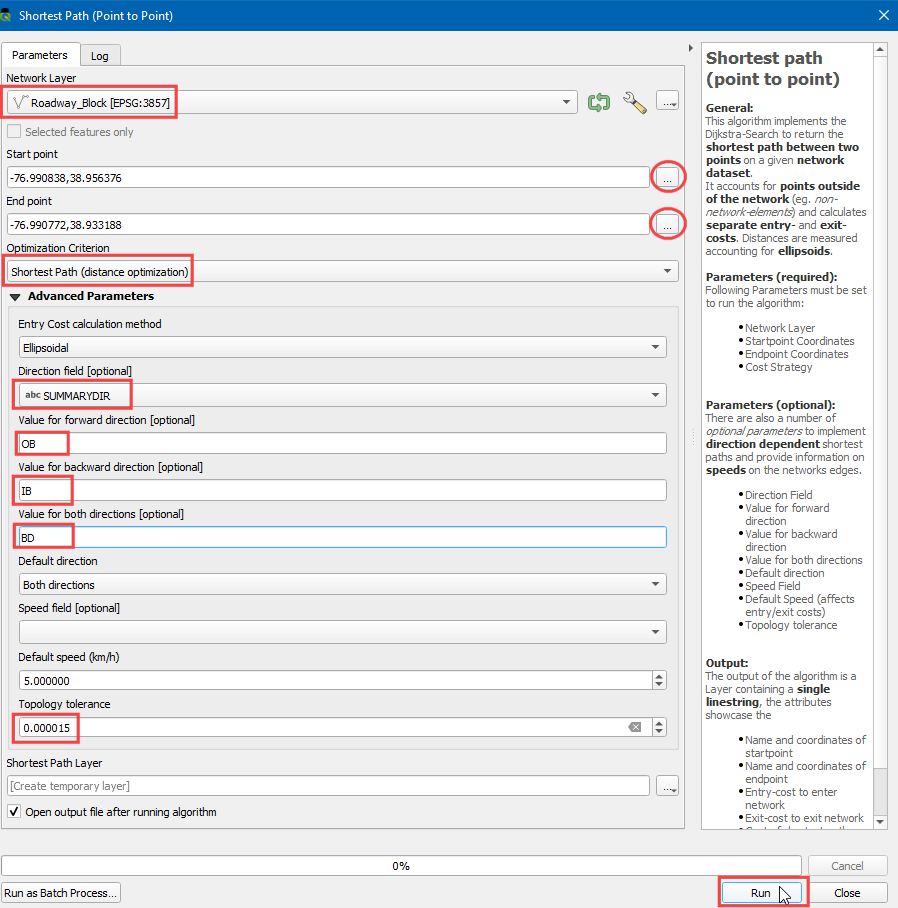 Shortest Path (Point to Point)
Parameters
Log
Network Layer
Roadway_Block [EPSG:3857]
...
Selected features only
Start point
-76.990838,38.956376
...
End point
-76.990772,38.933188
...
Optimization Criterion
Shortest Path (distance optimization)
Advanced Parameters
Entry Cost calculation method
Ellipsoidal
Direction field [optional]
abc SUMMARYDIR
Value for forward direction [optional]
OB
Value for backward direction [optional]
IB
Value for both directions [optional]
BD
Default direction
Both directions
Speed field [optional]
Default speed (km/h)
5.000000
Topology tolerance
0.000015
Shortest Path Layer
[Create temporary layer]
...
Open output file after running algorithm
Shortest path
(point to point)
General:
This algorithm implements the
Dijkstra-Search to return the
shortest path between two
points on a given network
dataset.
It accounts for points outside
of the network (eg. non-
network-elements) and calculates
separate entry- and exit-
costs. Distances are measured
accounting for ellipsoids.
Parameters (required):
Following Parameters must be set
to run the algorithm:
Network Layer
Startpoint Coordinates
Endpoint Coordinates
Cost Strategy
Parameters (optional):
There are also a number of
optional parameters to implement
direction dependent shortest
paths and provide information on
speeds on the networks edges.
Direction Field
Value for forward
direction
Value for backward
direction
Value for both directions
Default direction
Speed Field
Default Speed (affects
entry/exit costs)
Topology tolerance
Output:
The output of the algorithm is a
Layer containing a single
linestring, the attributes
showcase the
Name and coordinates of
startpoint
Name and coordinates of
endpoint
Entry-cost to enter
network
Exit-cost to exit network
0%
Cancel
Run as Batch Process...
Run
Close